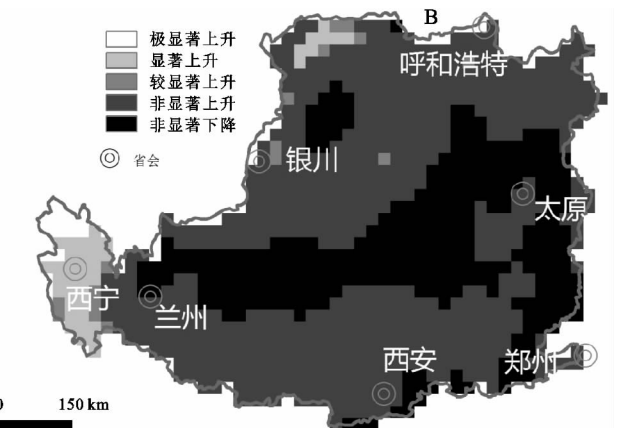 B
极显著上升
显著上升
较显著上升
非显著上升
非显著下降
省会
呼和浩特
银川
太原
西宁
兰州
西安
郑州
0 150 km